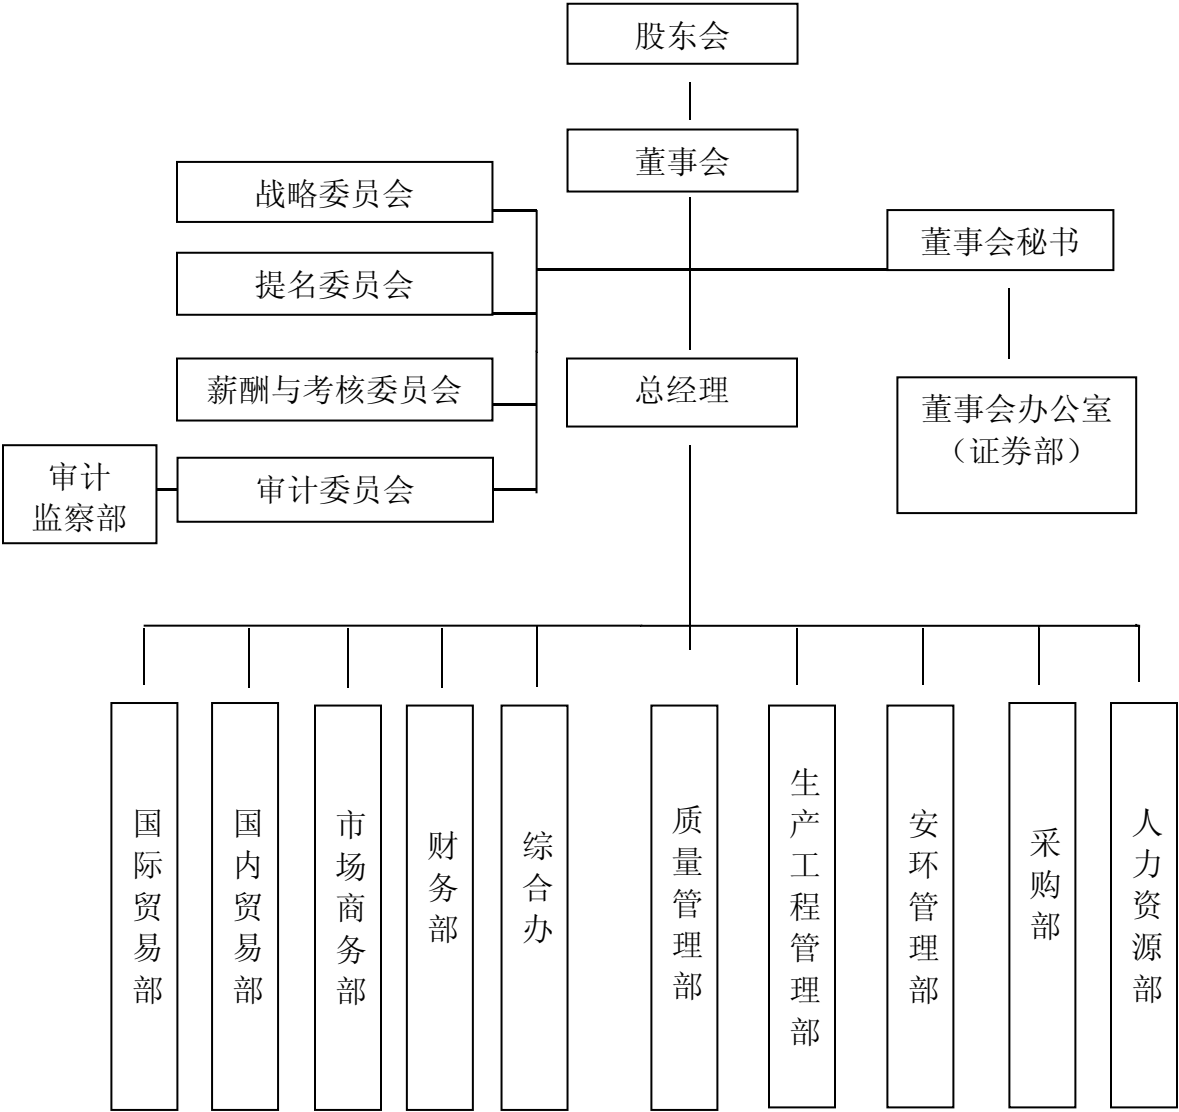 股东会
董事会
战略委员会
董事会秘书
提名委员会
薪酬与考核委员会
总经理
董事会办公室
（证券部）
审计
监察部
审计委员会
国际贸易部
国内贸易部
市场商务部
财务部
综合办
质量管理部
生产工程管理部
安环管理部
采购部
人力资源部